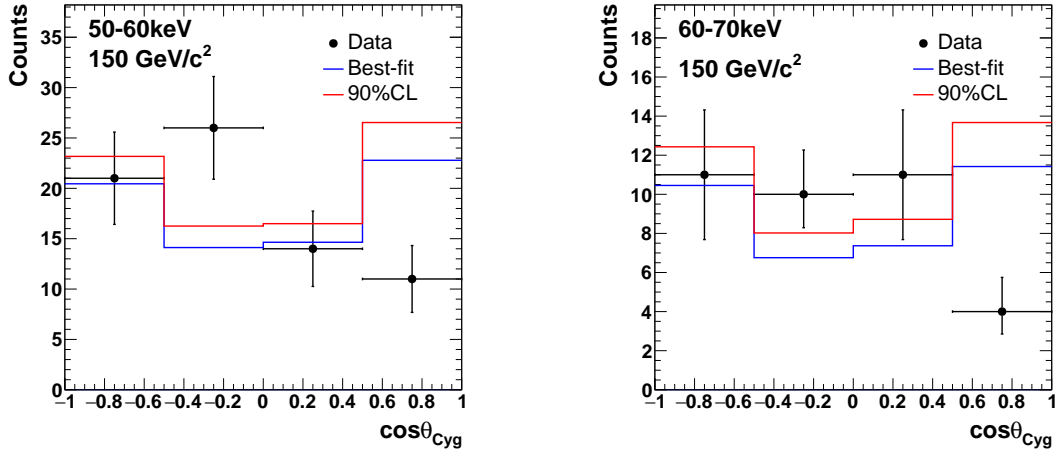 50-60keV
150 GeV/c²
Data
Best-fit
90%CL
Counts
35
30
25
20
15
10
5
0
−1 −0.8 −0.6 −0.4 −0.2 0 0.2 0.4 0.6 0.8 1
cosθ_Cyg
60-70keV
150 GeV/c²
Data
Best-fit
90%CL
Counts
18
16
14
12
10
8
6
4
2
0
−1 −0.8 −0.6 −0.4 −0.2 0 0.2 0.4 0.6 0.8 1
cosθ_Cyg